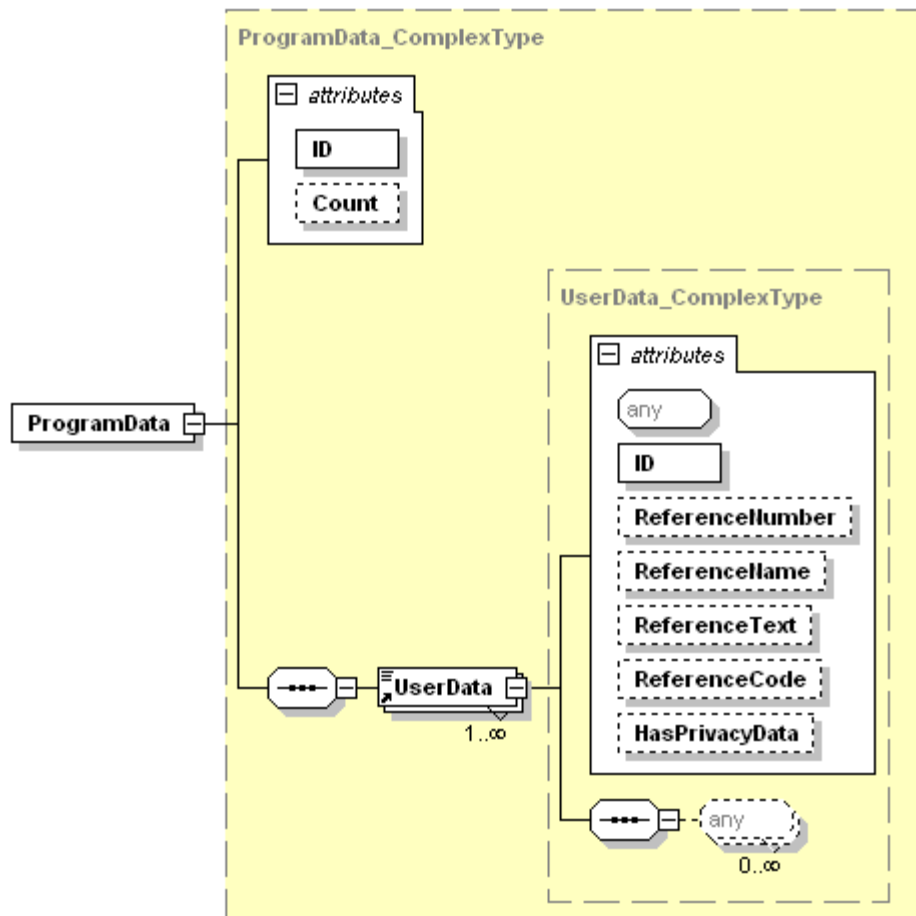 ProgramData_ComplexType
attributes
ID
Count
UserData_ComplexType
attributes
any
ProgramData
ID
ReferenceNumber
ReferenceName
ReferenceText
ReferenceCode
UserData
HasPrivacyData
1..∞
any
0..∞